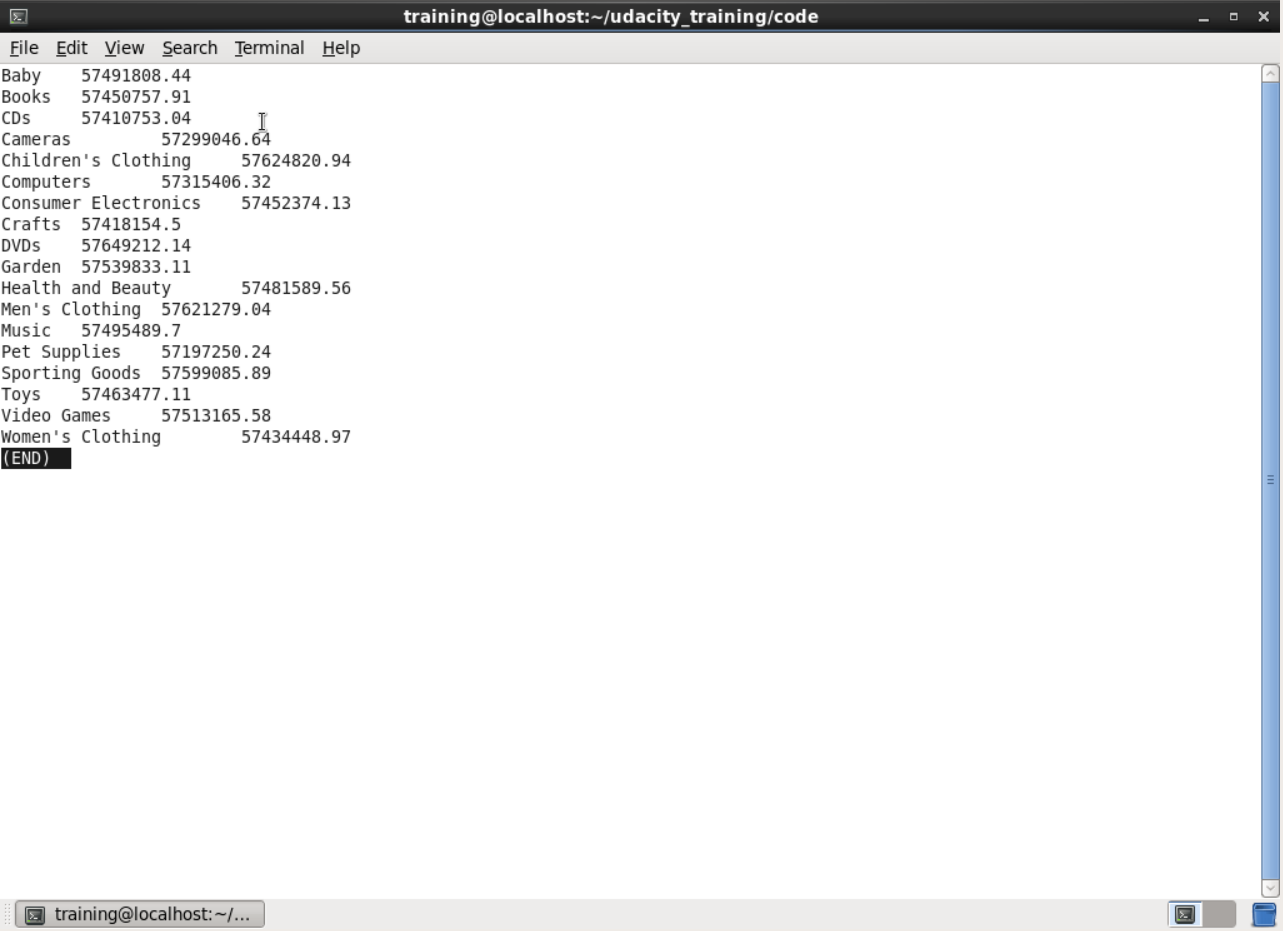 training@localhost:~/udacity_training/code
File Edit View Search Terminal Help
Baby 57491808.44
Books 57450757.91
CDs 57410753.04
Cameras 57299046.64
Children's Clothing 57624820.94
Computers 57315406.32
Consumer Electronics 57452374.13
Crafts 57418154.5
DVDs 57649212.14
Garden 57539833.11
Health and Beauty 57481589.56
Men's Clothing 57621279.04
Music 57495489.7
Pet Supplies 57197250.24
Sporting Goods 57599085.89
Toys 57463477.11
Video Games 57513165.58
Women's Clothing 57434448.97
(END)
training@localhost:~/...